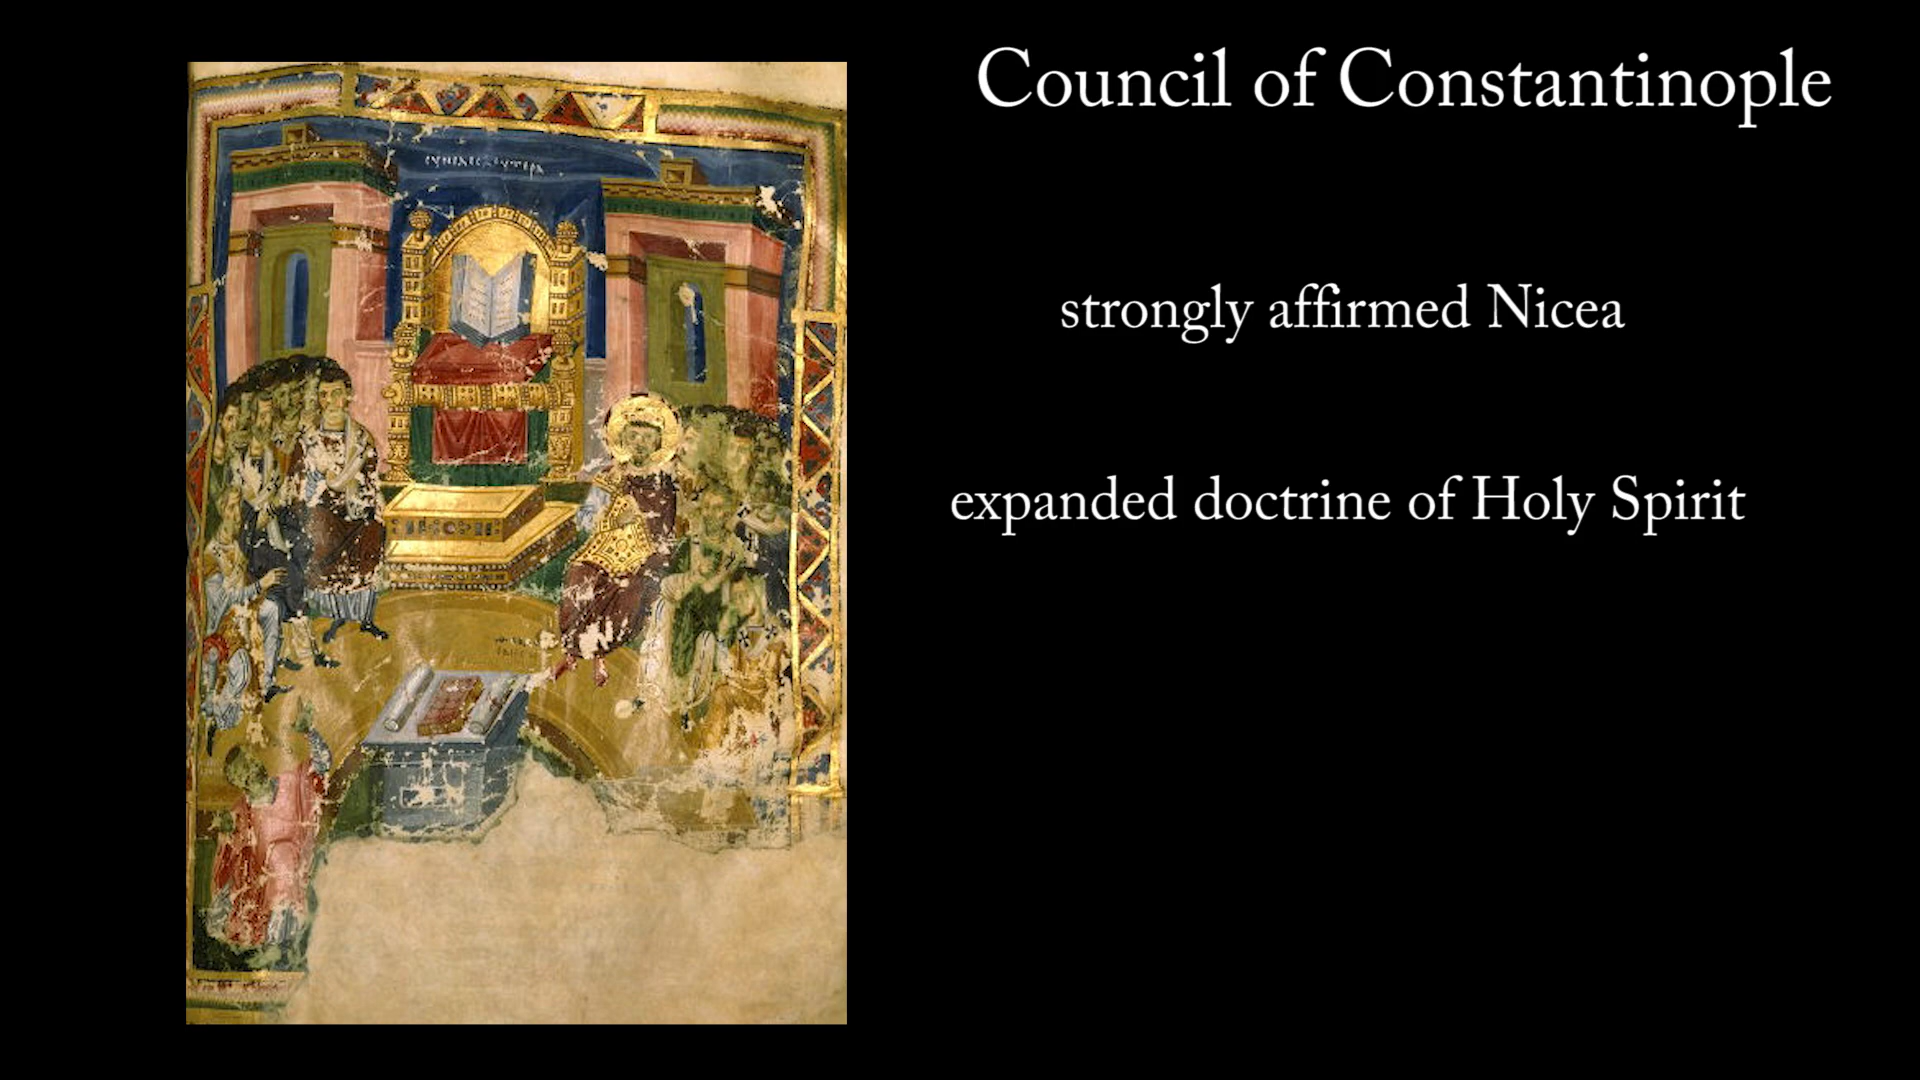 Council of Constantinople
strongly affirmed Nicea
expanded doctrine of Holy Spirit